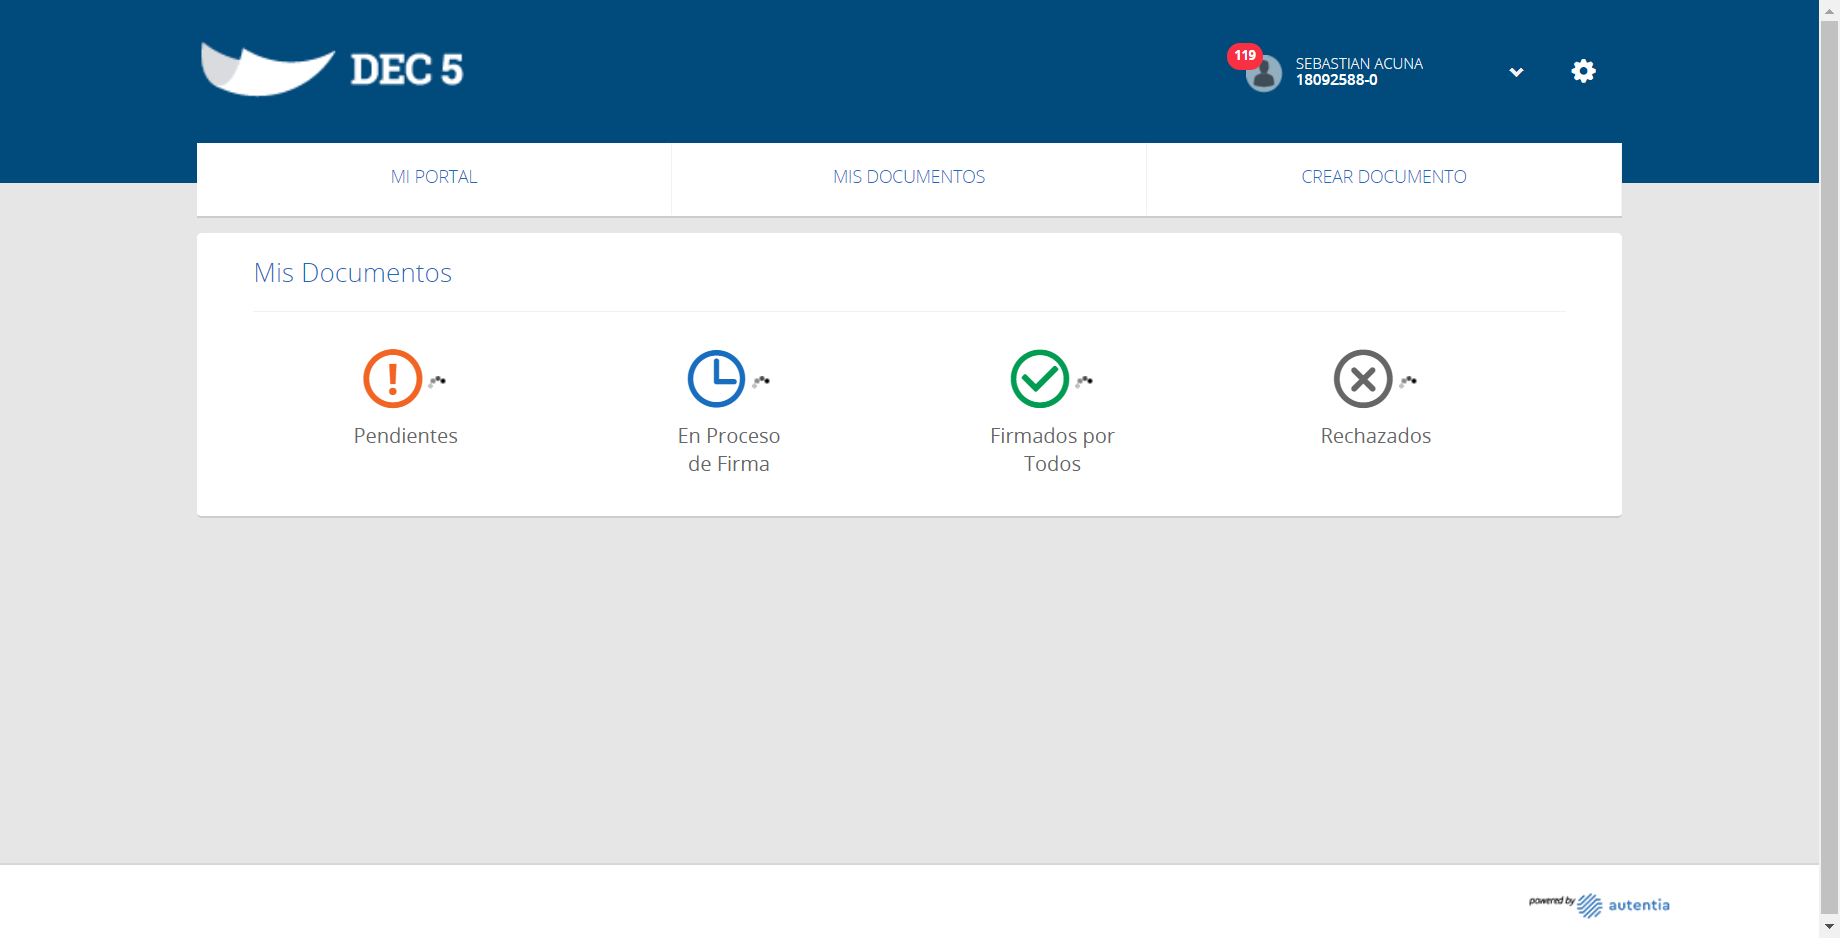 DEC 5
119
SEBASTIAN ACUNA
18092588-0
MI PORTAL
MIS DOCUMENTOS
CREAR DOCUMENTO
Mis Documentos
Pendientes
En Proceso
de Firma
Firmados por
Todos
Rechazados
powered by autentia